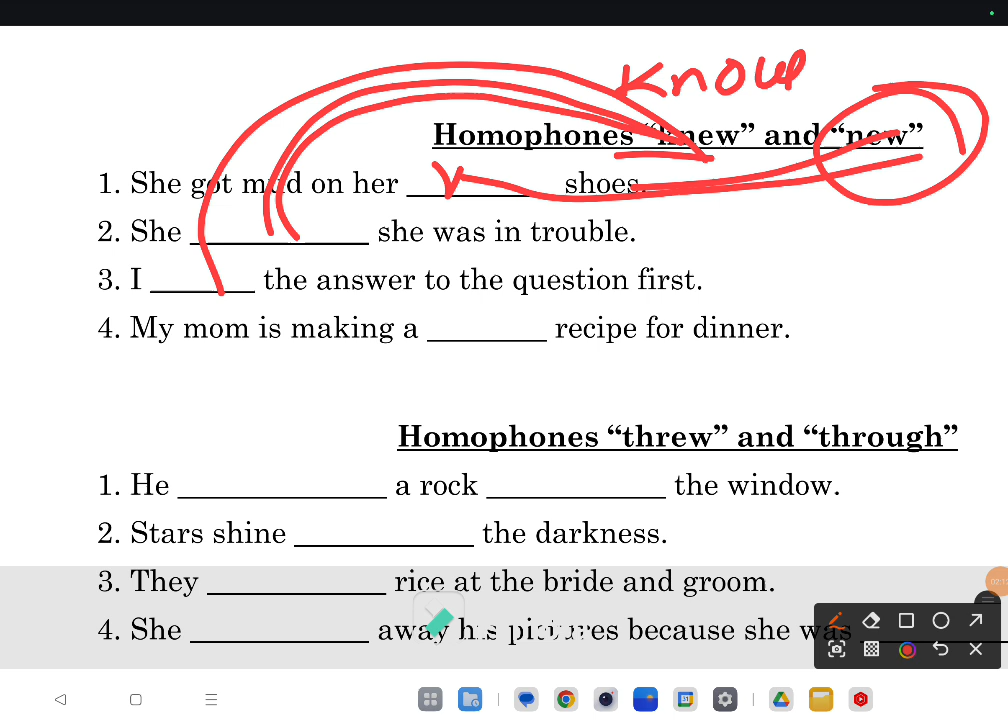 Know
Homophones “knew” and “new”
1. She got mud on her __________ shoes.
2. She ____________ she was in trouble.
3. I _______ the answer to the question first.
4. My mom is making a ________ recipe for dinner.
Homophones “threw” and “through”
1. He ______________ a rock ____________ the window.
2. Stars shine ____________ the darkness.
3. They ____________ rice at the bride and groom.
4. She ____________ away his pictures because she was